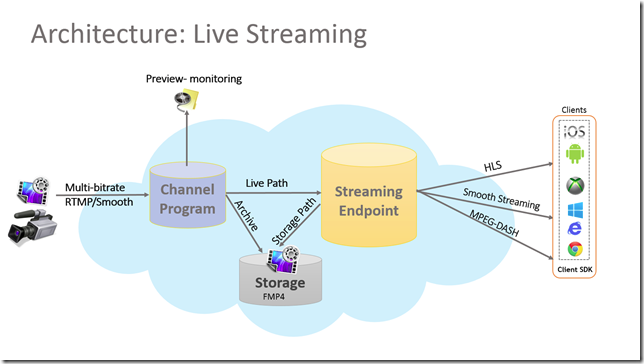 Architecture: Live Streaming
Preview- monitoring
Clients
iOS
Multi-bitrate
RTMP/Smooth
Channel
Program
Live Path
Archive
Storage Path
Streaming
Endpoint
HLS
Smooth Streaming
MPEG-DASH
Storage
FMP4
Client SDK